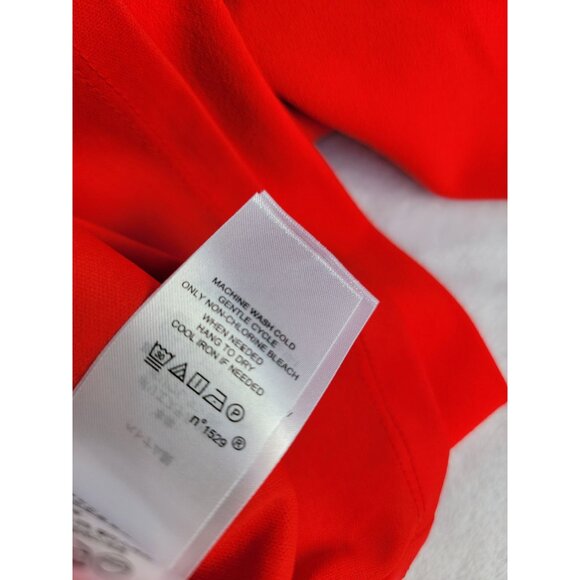 MACHINE WASH COLD
GENTLE CYCLE
ONLY NON-CHLORINE BLEACH
WHEN NEEDED
HANG TO DRY
COOL IRON IF NEEDED
30 P
n°1529 ®